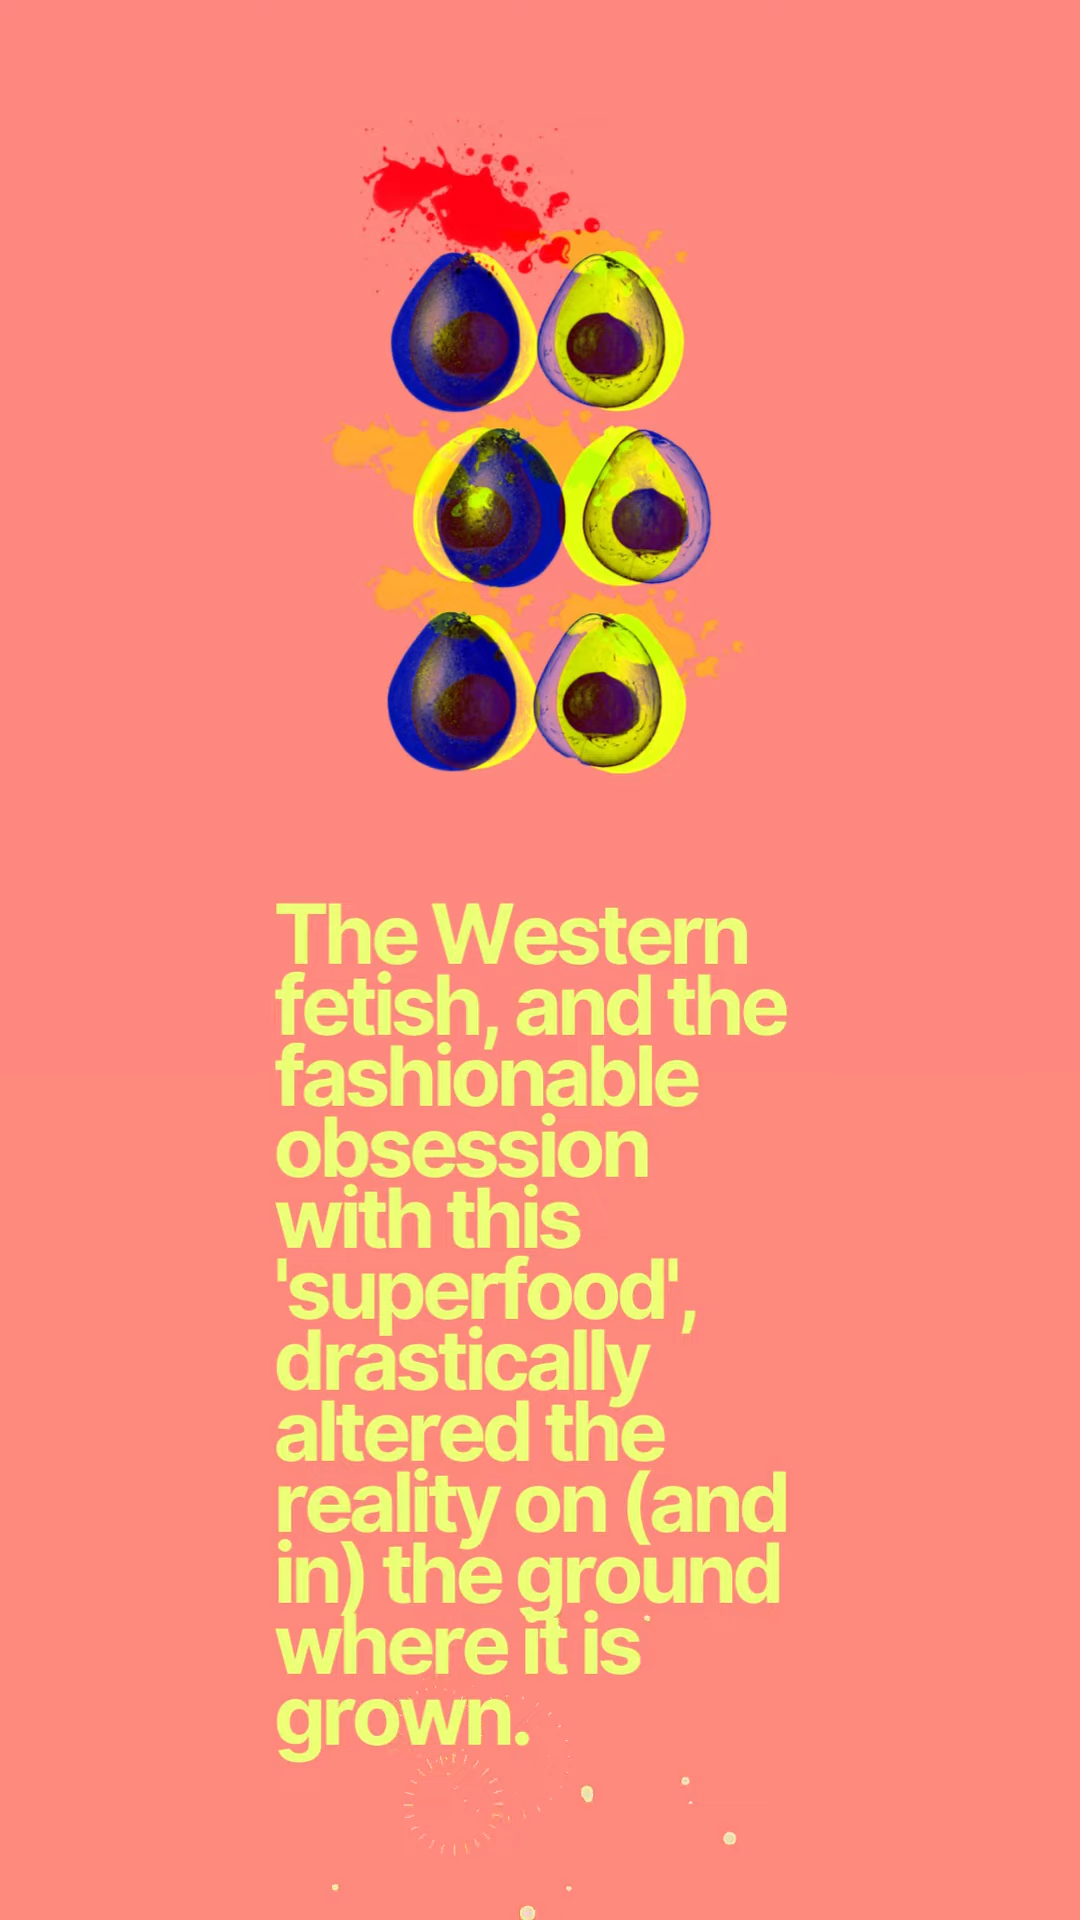 The Western
fetish, and the
fashionable
obsession
with this
'superfood',
drastically
altered the
reality on (and
in) the ground
where it is
grown.